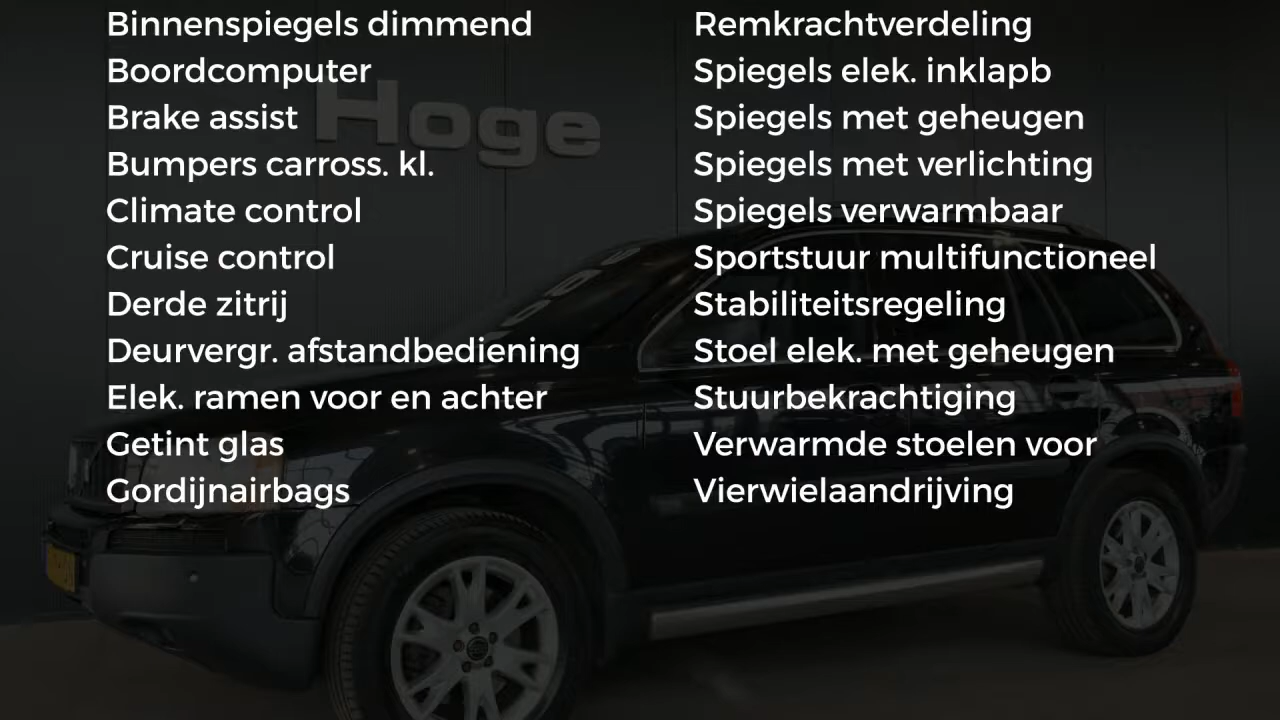 Binnenspiegels dimmend
Boordcomputer
Brake assist
Bumpers carross. kl.
Climate control
Cruise control
Derde zitrij
Deurvergr. afstandbediening
Elek. ramen voor en achter
Getint glas
Gordijnairbags
Remkrachtverdeling
Spiegels elek. inklapb
Spiegels met geheugen
Spiegels met verlichting
Spiegels verwarmbaar
Sportstuur multifunctioneel
Stabiliteitsregeling
Stoel elek. met geheugen
Stuurbekrachtiging
Verwarmde stoelen voor
Vierwielaandrijving
Hoge